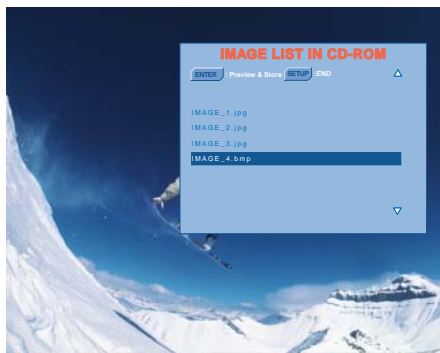 IMAGE LIST IN CD-ROM
ENTER : Preview & Store SETUP :END
IMAGE_1.jpg
IMAGE_2.jpg
IMAGE_3.jpg
IMAGE_4.bmp